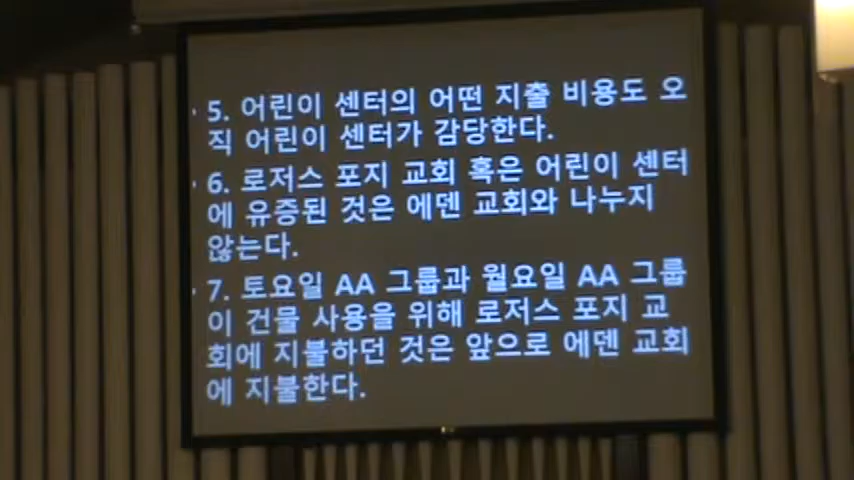 5. 어린이 센터의 어떤 지출 비용도 오
직 어린이 센터가 감당한다.
6. 로저스 포지 교회 혹은 어린이 센터
에 유증된 것은 에덴 교회와 나누지
않는다.
7. 토요일 AA 그룹과 월요일 AA 그룹
이 건물 사용을 위해 로저스 포지 교
회에 지불하던 것은 앞으로 에덴 교회
에 지불한다.